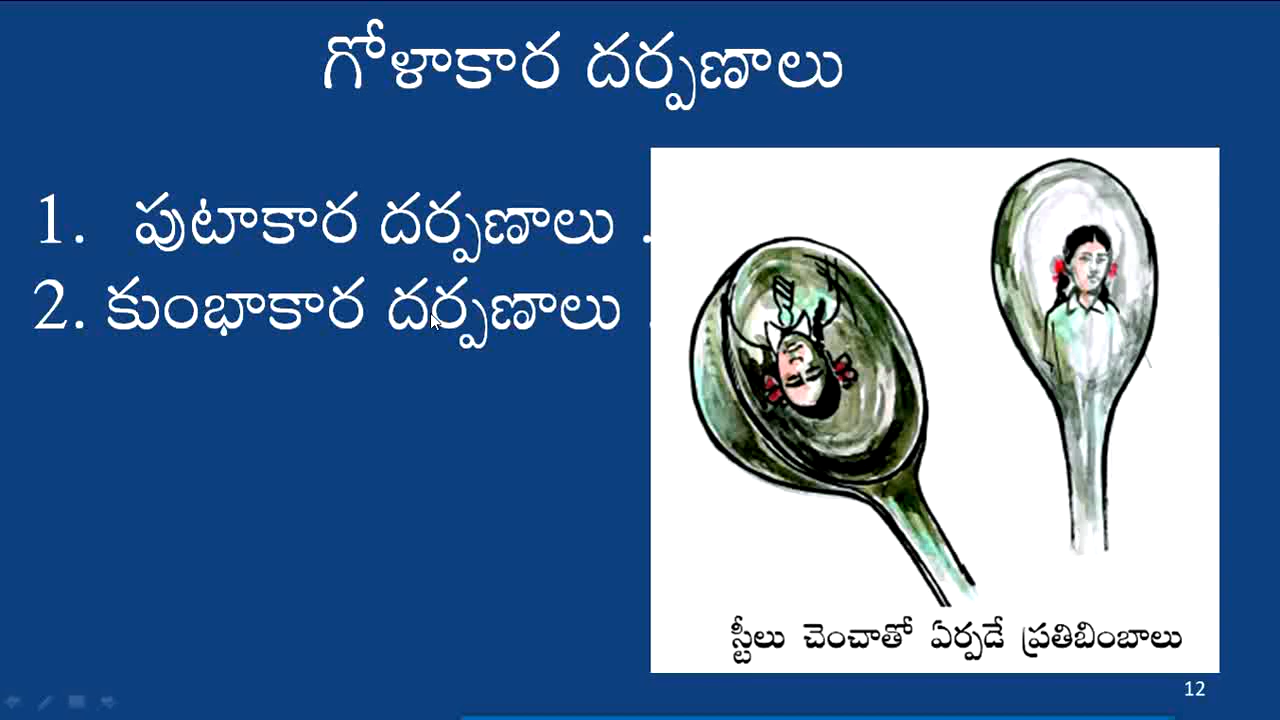 గోళాకార దర్పణాలు
1. పుటాకార దర్పణాలు .
2. కుంభాకార దర్పణాలు .
స్టీలు చెంచాతో ఏర్పడే ప్రతిబింబాలు
12